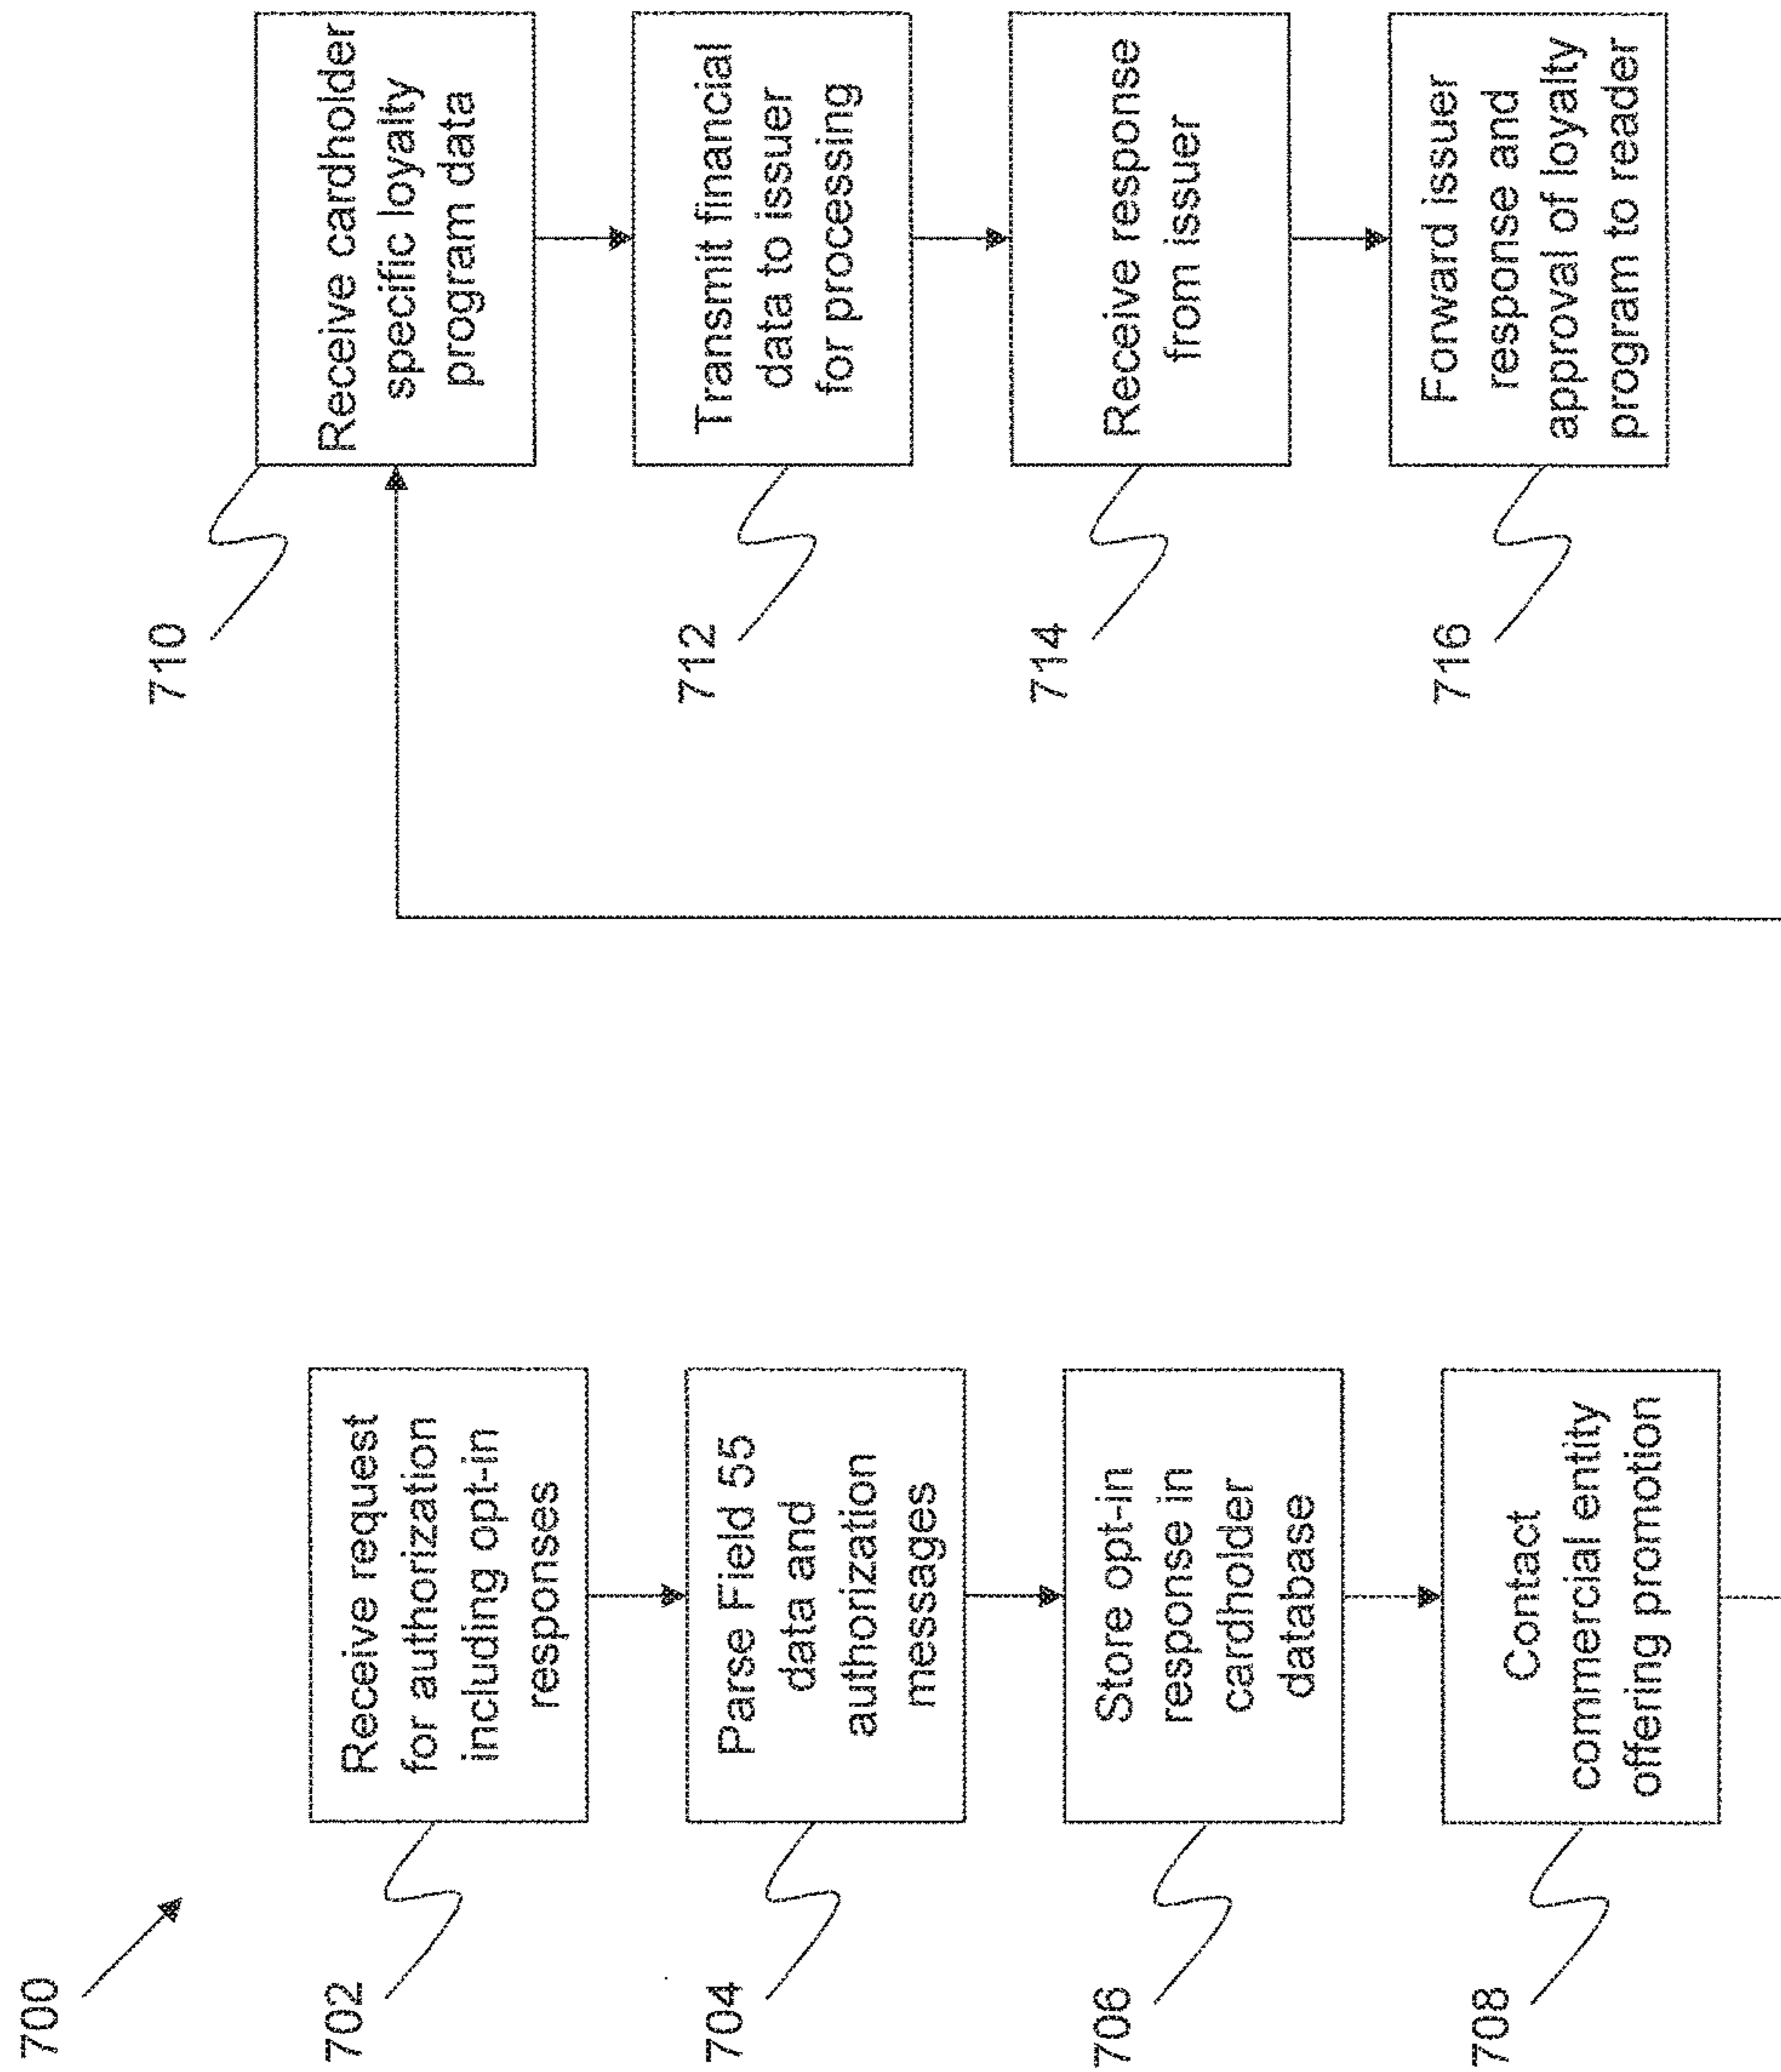 700
702
Receive request
for authorization
including opt-in
responses
704
Parse Field 55
data and
authorization
messages
706
Store opt-in
response in
cardholder
database
708
Contact
commercial entity
offering promotion
710
Receive cardholder
specific loyalty
program data
712
Transmit financial
data to issuer
for processing
714
Receive response
from issuer
716
Forward issuer
response and
approval of loyalty
program to reader